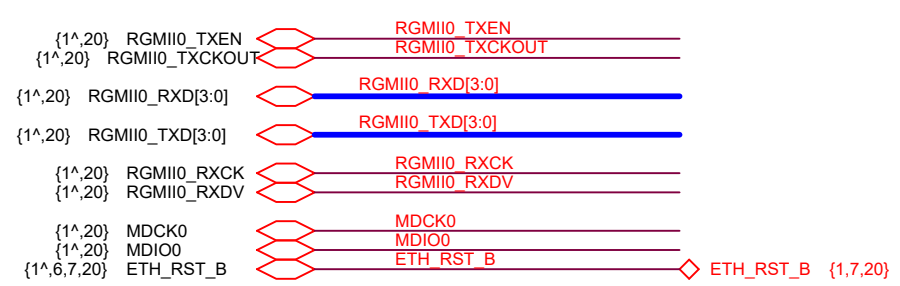 {1^,20} RGMII0_TXEN RGMII0_TXEN
{1^,20} RGMII0_TXCKOUT RGMII0_TXCKOUT
{1^,20} RGMII0_RXD[3:0] RGMII0_RXD[3:0]
{1^,20} RGMII0_TXD[3:0] RGMII0_TXD[3:0]
{1^,20} RGMII0_RXCK RGMII0_RXCK
{1^,20} RGMII0_RXDV RGMII0_RXDV
{1^,20} MDCK0 MDCK0
{1^,20} MDIO0 MDIO0
{1^,6,7,20} ETH_RST_B ETH_RST_B ETH_RST_B {1,7,20}